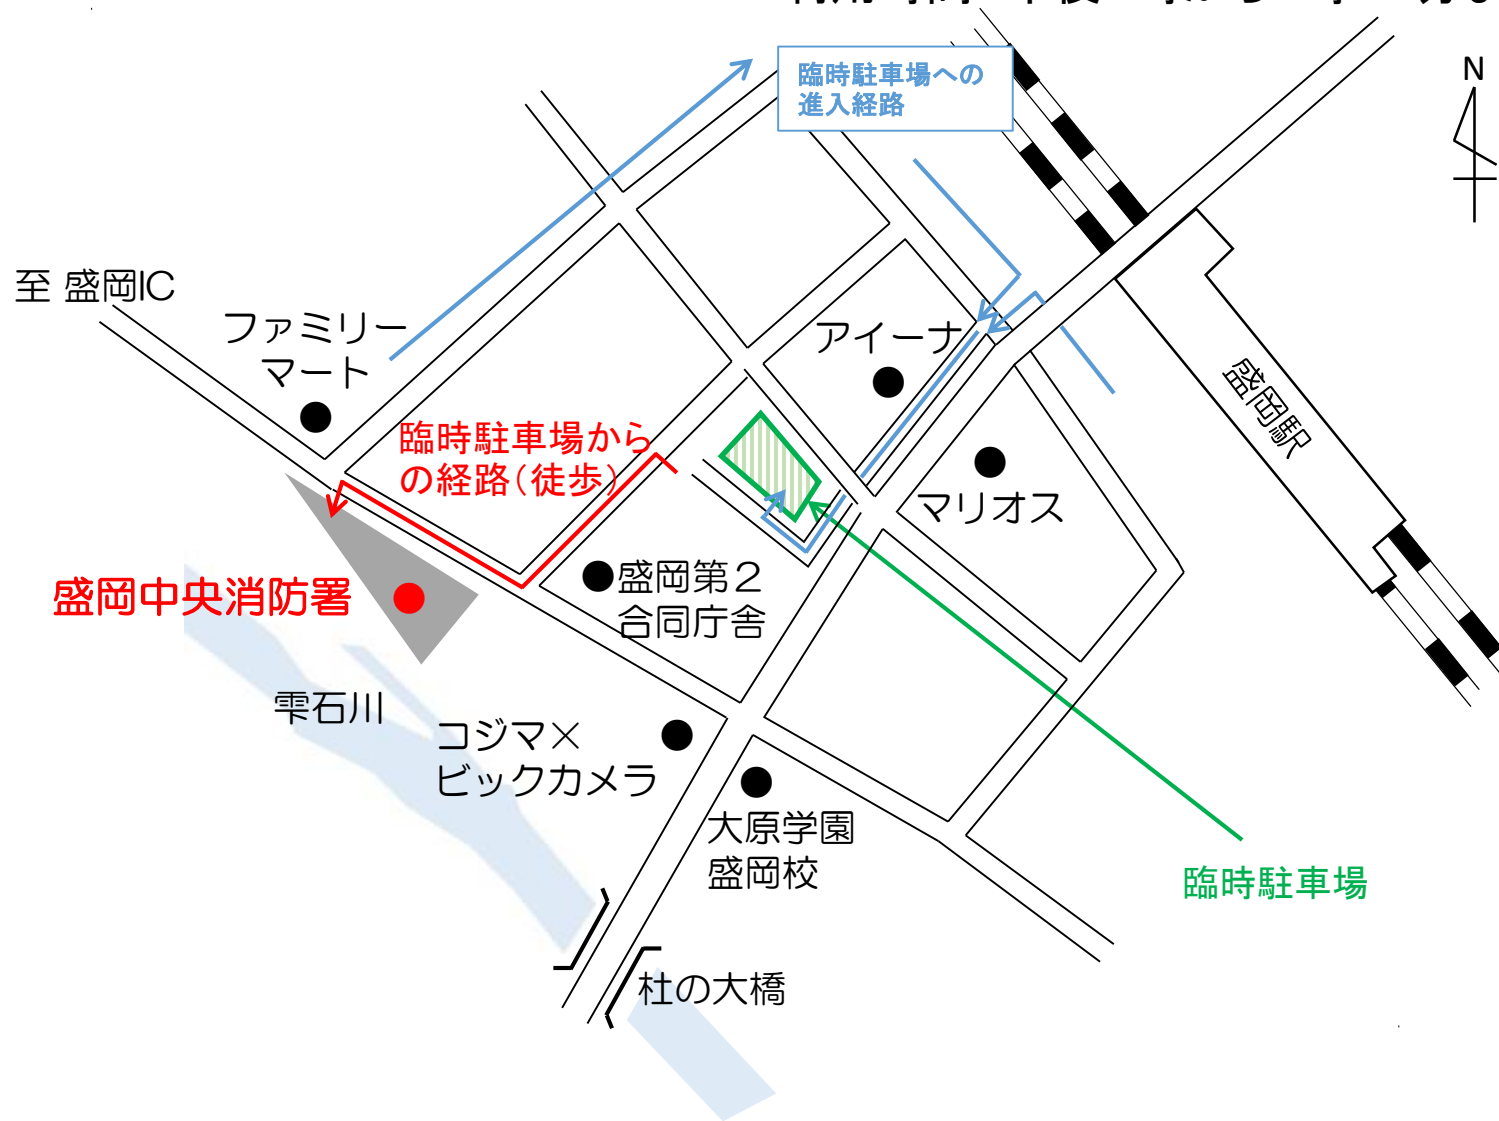 臨時駐車場への
進入経路
N
至 盛岡IC
ファミリー
マート
アイーナ
盛岡駅
臨時駐車場から
の経路（徒歩）
マリオス
盛岡第２
合同庁舎
盛岡中央消防署
雫石川
コジマ×
ビックカメラ
大原学園
盛岡校
臨時駐車場
杜の大橋